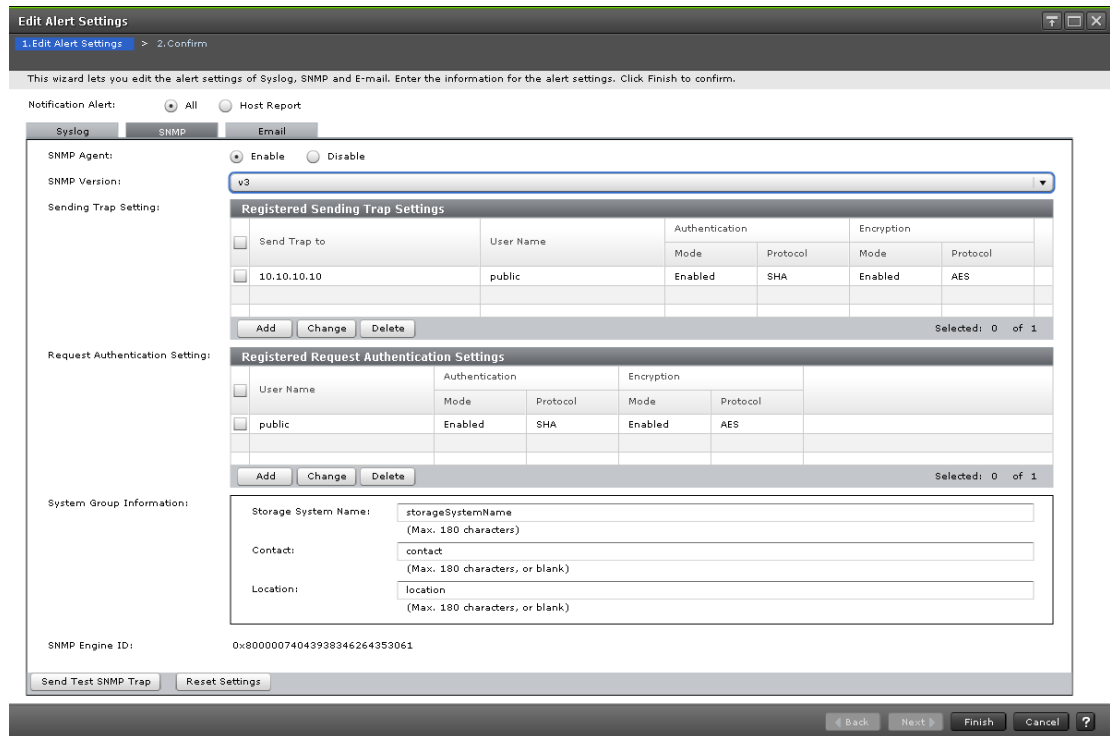 Edit Alert Settings
1.Edit Alert Settings > 2.Confirm
This wizard lets you edit the alert settings of Syslog, SNMP and E-mail. Enter the information for the alert settings. Click Finish to confirm.
Notification Alert: All Host Report
Syslog SNMP Email
SNMP Agent: Enable Disable
SNMP Version: v3
Sending Trap Setting: Registered Sending Trap Settings
Send Trap to User Name Authentication Encryption
Mode Protocol Mode Protocol
10.10.10.10 public Enabled SHA Enabled AES
Add Change Delete Selected: 0 of 1
Request Authentication Setting: Registered Request Authentication Settings
User Name Authentication Encryption
Mode Protocol Mode Protocol
public Enabled SHA Enabled AES
Add Change Delete Selected: 0 of 1
System Group Information:
Storage System Name: storageSystemName
(Max. 180 characters)
Contact: contact
(Max. 180 characters, or blank)
Location: location
(Max. 180 characters, or blank)
SNMP Engine ID: 0x80000074043938346264353061
Send Test SNMP Trap Reset Settings
Back Next Finish Cancel ?